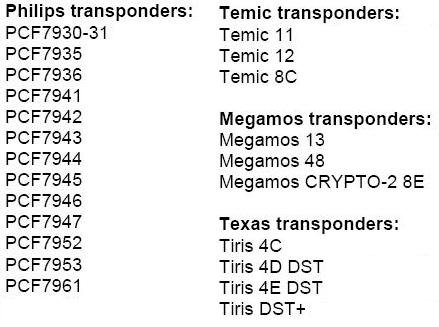 Philips transponders:
PCF7930-31
PCF7935
PCF7936
PCF7941
PCF7942
PCF7943
PCF7944
PCF7945
PCF7946
PCF7947
PCF7952
PCF7953
PCF7961
Temic transponders:
Temic 11
Temic 12
Temic 8C
Megamos transponders:
Megamos 13
Megamos 48
Megamos CRYPTO-2 8E
Texas transponders:
Tiris 4C
Tiris 4D DST
Tiris 4E DST
Tiris DST+